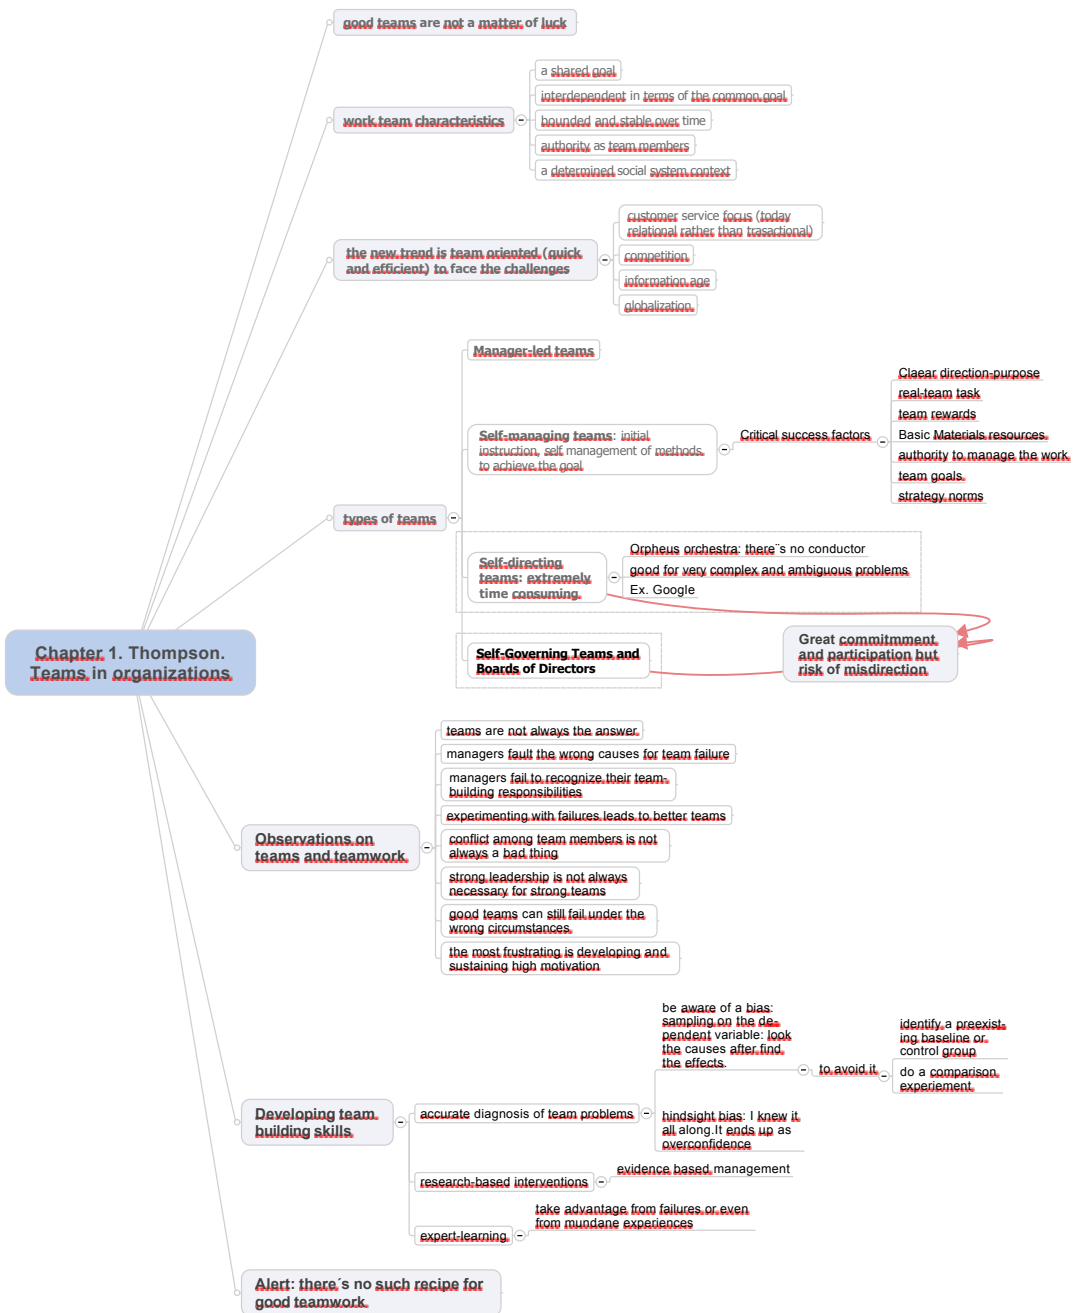 good teams are not a matter of luck
work team characteristics
a shared goal
interdependent in terms of the common goal
bounded and stable over time
authority as team members
a determined social system context
the new trend is team oriented (quick
and efficient) to face the challenges
customer service focus (today
relational rather than trasactional)
competition
information age
globalization
types of teams
Manager-led teams
Self-managing teams: initial
instruction, self management of methods
to achieve the goal
Critical success factors
Claear direction-purpose
real-team task
team rewards
Basic Materials resources
authority to manage the work
team goals
strategy norms
Self-directing
teams: extremely
time consuming
Orpheus orchestra: there¨s no conductor
good for very complex and ambiguous problems
Ex. Google
Self-Governing Teams and
Boards of Directors
Great commitmment
and participation but
risk of misdirection
Chapter 1. Thompson.
Teams in organizations
Observations on
teams and teamwork
teams are not always the answer
managers fault the wrong causes for team failure
managers fail to recognize their team-
building responsibilities
experimenting with failures leads to better teams
conflict among team members is not
always a bad thing
strong leadership is not always
necessary for strong teams
good teams can still fail under the
wrong circumstances
the most frustrating is developing and
sustaining high motivation
Developing team
building skills
accurate diagnosis of team problems
be aware of a bias:
sampling on the de-
pendent variable: look
the causes after find
the effects.
to avoid it
identify a preexist-
ing baseline or
control group
do a comparison
experiement
hindsight bias: I knew it
all along.It ends up as
overconfidence
research-based interventions
evidence based management
expert-learning
take advantage from failures or even
from mundane experiences
Alert: there´s no such recipe for
good teamwork